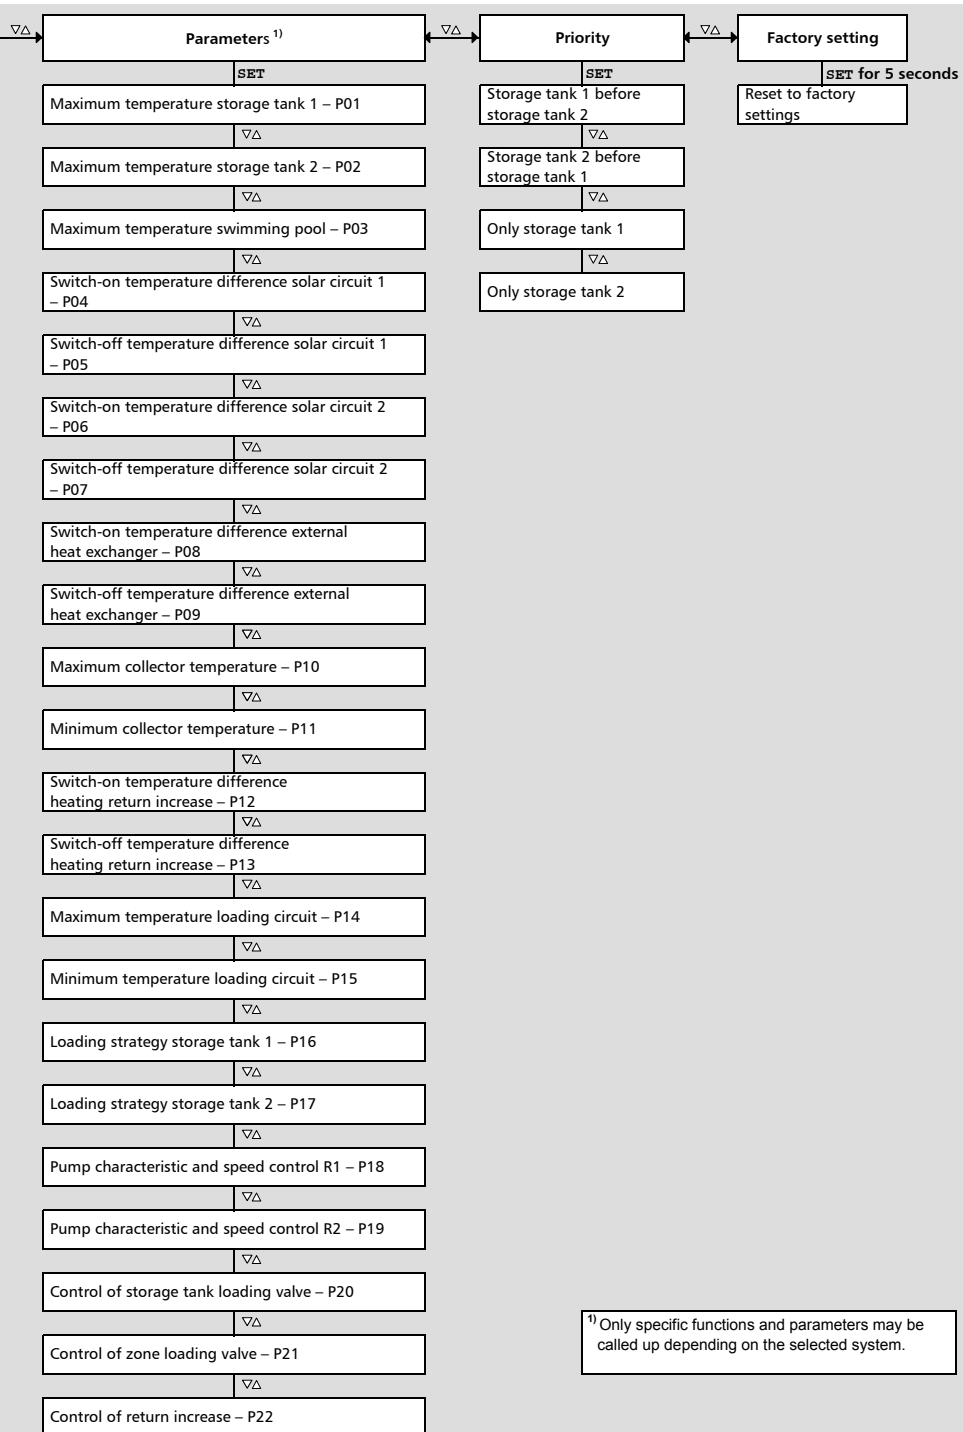 ▽△
Parameters 1)
▽△
Priority
▽△
Factory setting
SET
Maximum temperature storage tank 1 – P01
▽△
Maximum temperature storage tank 2 – P02
▽△
Maximum temperature swimming pool – P03
▽△
Switch-on temperature difference solar circuit 1
– P04
▽△
Switch-off temperature difference solar circuit 1
– P05
▽△
Switch-on temperature difference solar circuit 2
– P06
▽△
Switch-off temperature difference solar circuit 2
– P07
▽△
Switch-on temperature difference external
heat exchanger – P08
▽△
Switch-off temperature difference external
heat exchanger – P09
▽△
Maximum collector temperature – P10
▽△
Minimum collector temperature – P11
▽△
Switch-on temperature difference
heating return increase – P12
▽△
Switch-off temperature difference
heating return increase – P13
▽△
Maximum temperature loading circuit – P14
▽△
Minimum temperature loading circuit – P15
▽△
Loading strategy storage tank 1 – P16
▽△
Loading strategy storage tank 2 – P17
▽△
Pump characteristic and speed control R1 – P18
▽△
Pump characteristic and speed control R2 – P19
▽△
Control of storage tank loading valve – P20
▽△
Control of zone loading valve – P21
▽△
Control of return increase – P22
SET
Storage tank 1 before
storage tank 2
▽△
Storage tank 2 before
storage tank 1
▽△
Only storage tank 1
▽△
Only storage tank 2
SET for 5 seconds
Reset to factory
settings
1) Only specific functions and parameters may be
called up depending on the selected system.